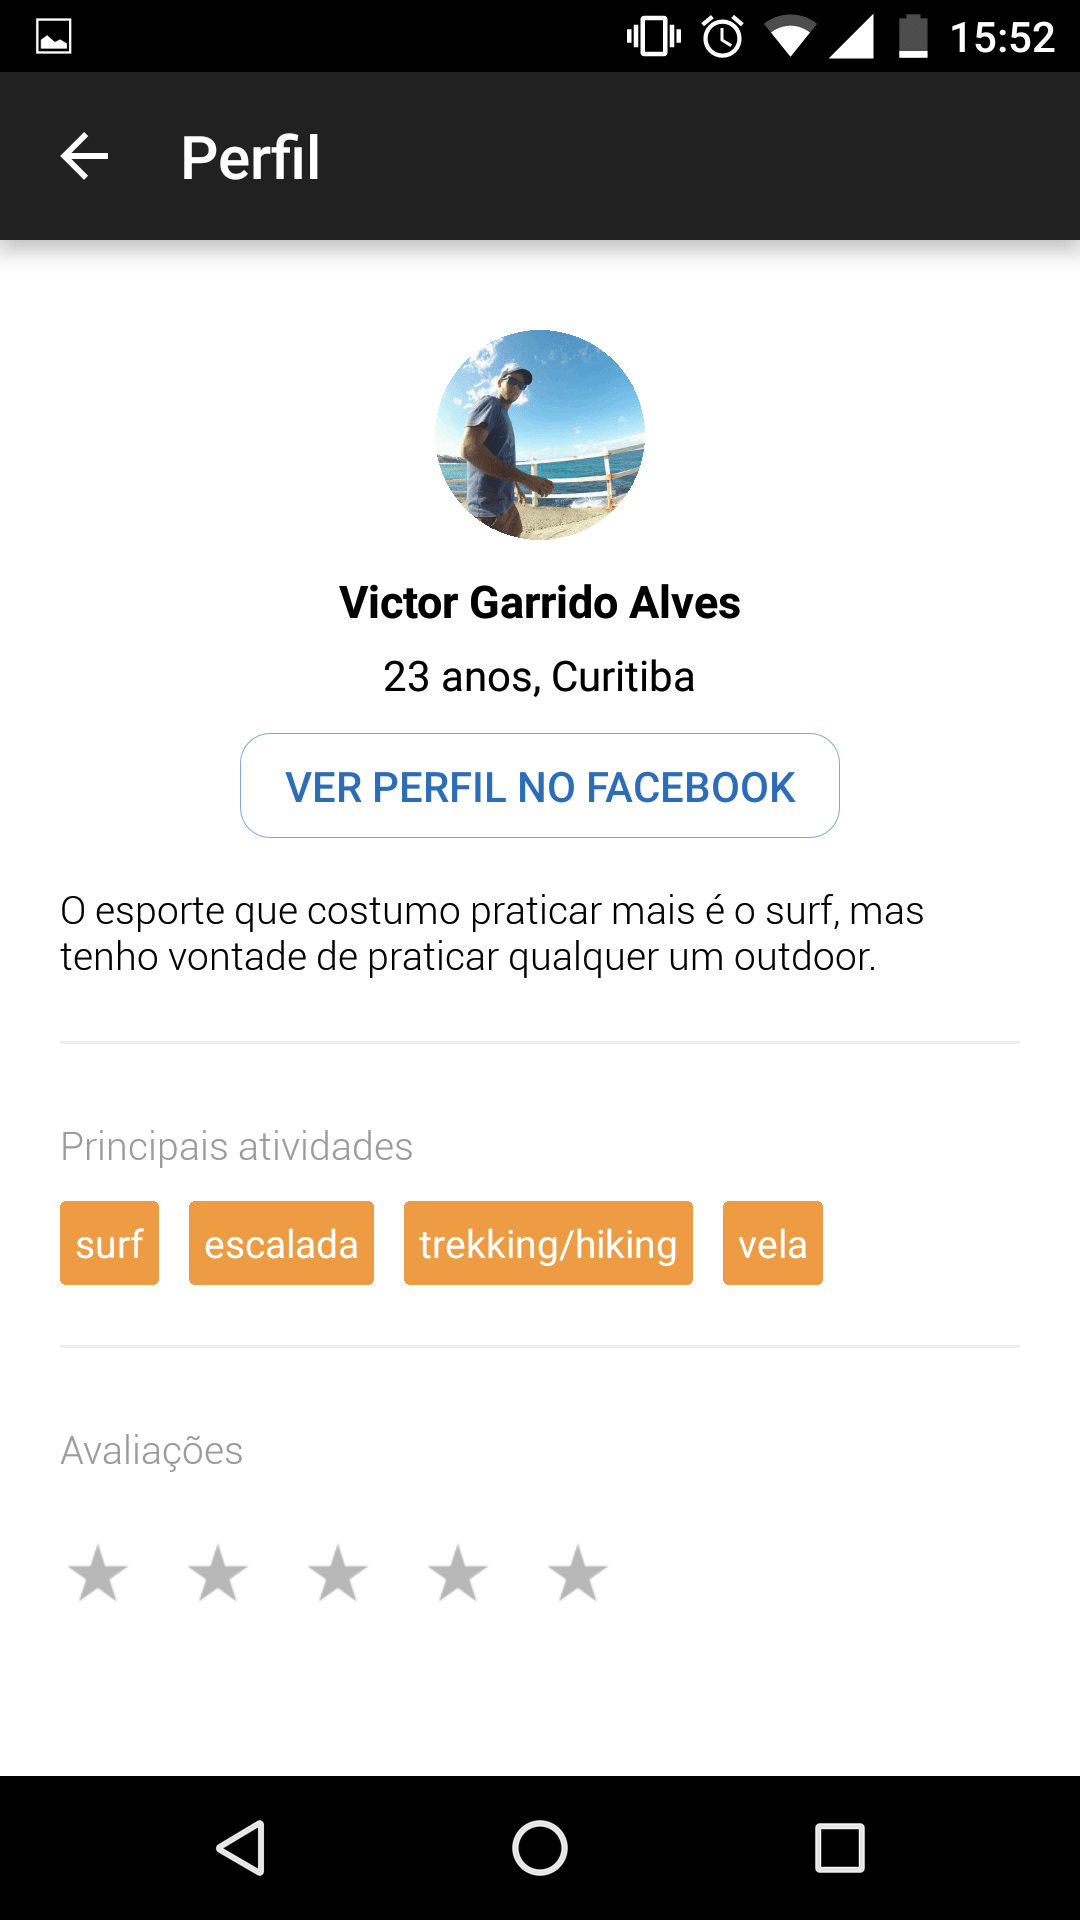 15:52
Perfil
Victor Garrido Alves
23 anos, Curitiba
VER PERFIL NO FACEBOOK
O esporte que costumo praticar mais é o surf, mas
tenho vontade de praticar qualquer um outdoor.
Principais atividades
surf escalada trekking/hiking vela
Avaliações